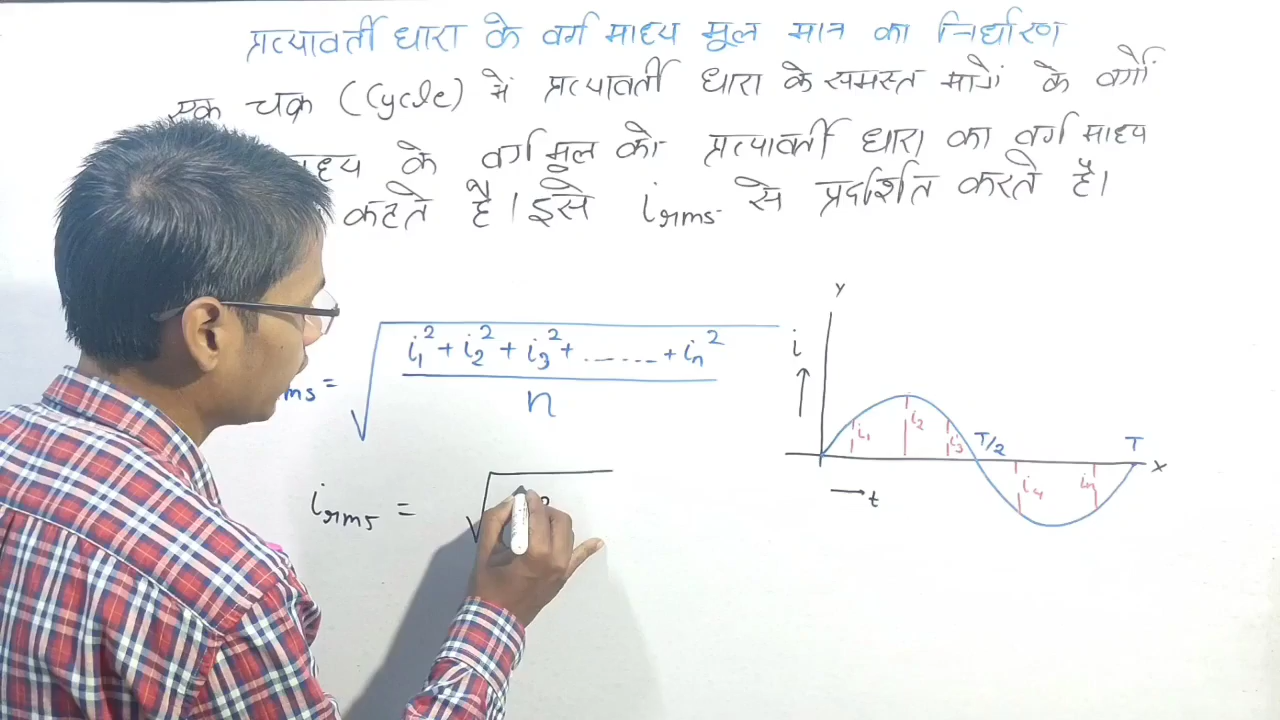 प्रत्यावर्ती धारा के वर्ग माध्य मूल मान का निर्धारण
एक चक्र (Cycle) में प्रत्यावर्ती धारा के समस्त मानों के वर्गों
माध्य के वर्ग मूल को प्रत्यावर्ती धारा का वर्ग माध्य
कहते है। इसे irms से प्रदर्शित करते है।
ms = √ i₁² + i₂² + i₃² + ....... + iₙ² / n
irms = √
Y
i ↑
i₁ i₂ i₃ T/2 T X
i₄ iₙ
→ t